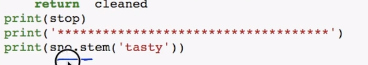 return cleaned
print(stop)
print('***********************************')
print(sno.stem('tasty'))